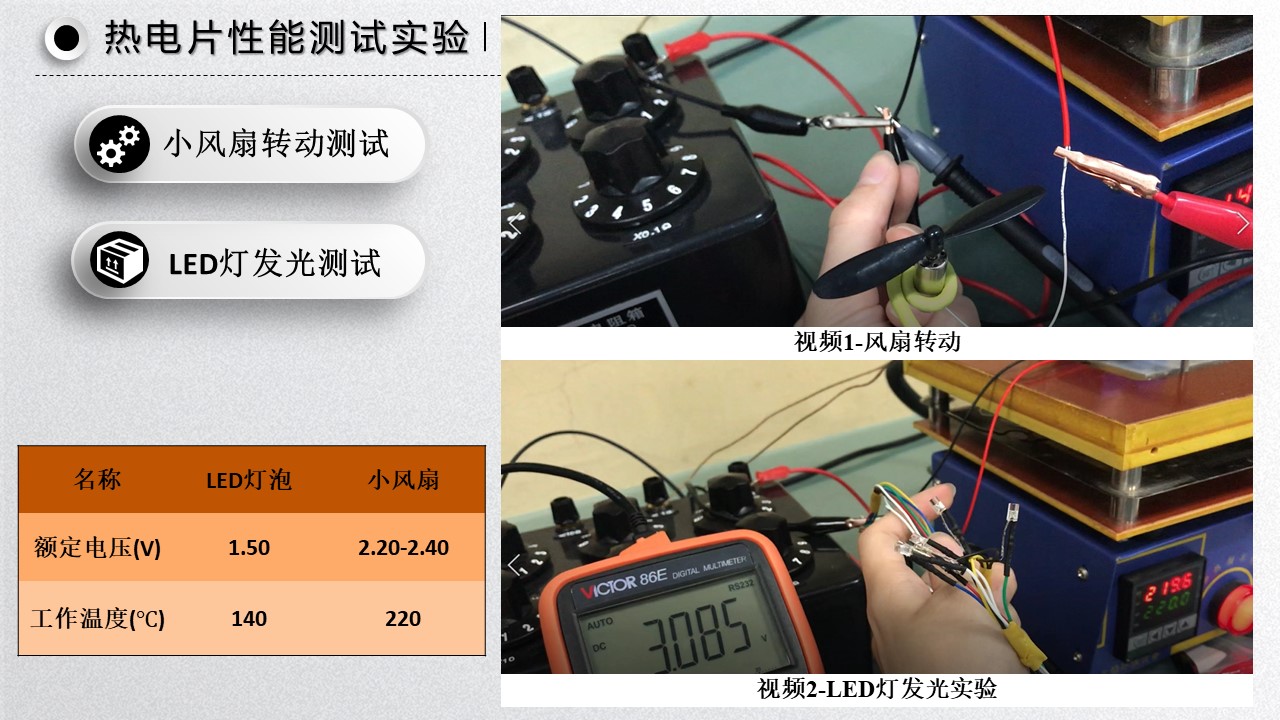 热电片性能测试实验
小风扇转动测试
LED灯发光测试
名称 LED灯泡 小风扇
额定电压(V) 1.50 2.20-2.40
工作温度(℃) 140 220
X0.1Ω
视频1-风扇转动
VICTOR 86E DIGITAL MULTIMETER
RS232
AUTO
DC
3.085 V
219.6
220.0
视频2-LED灯发光实验